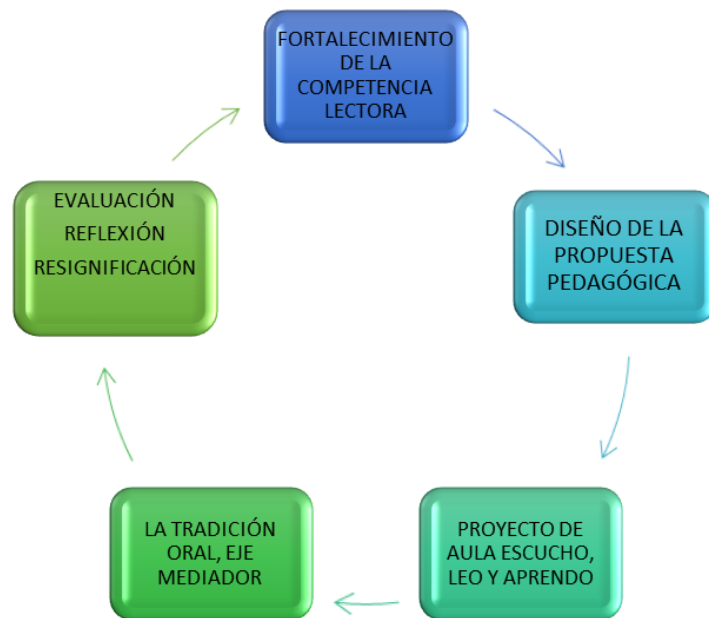 FORTALECIMIENTO
DE LA
COMPETENCIA
LECTORA
DISEÑO DE LA
PROPUESTA
PEDAGÓGICA
PROYECTO DE
AULA ESCUCHO,
LEO Y APRENDO
LA TRADICIÓN
ORAL, EJE
MEDIADOR
EVALUACIÓN
REFLEXIÓN
RESIGNIFICACIÓN